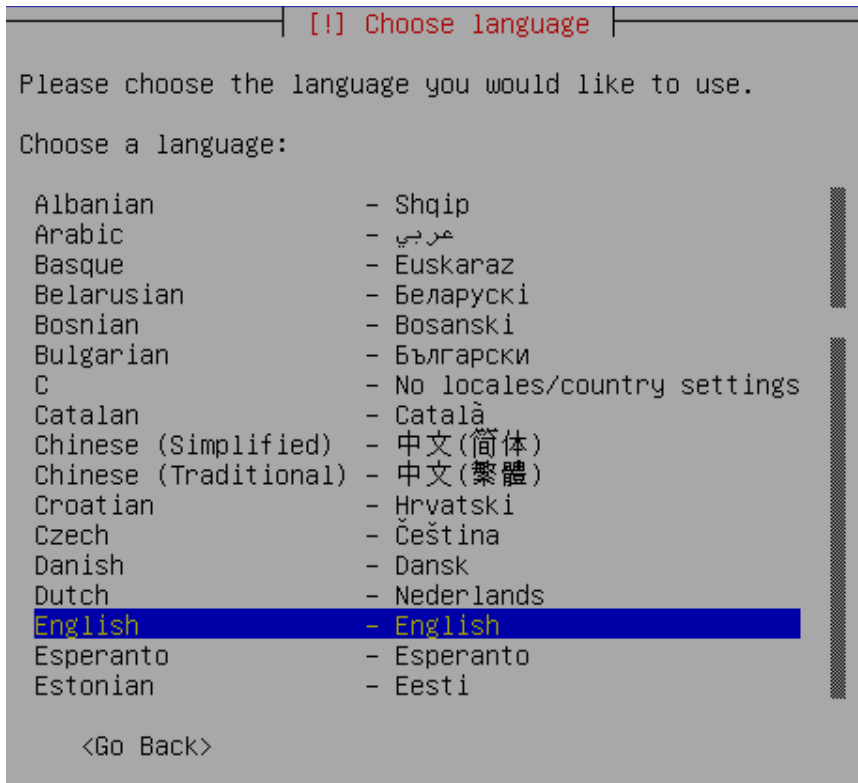 [!] Choose language
Please choose the language you would like to use.
Choose a language:
Albanian - Shqip
Arabic - عربي
Basque - Euskaraz
Belarusian - Беларускі
Bosnian - Bosanski
Bulgarian - Български
C - No locales/country settings
Catalan - Català
Chinese (Simplified) - 中文(简体)
Chinese (Traditional) - 中文(繁體)
Croatian - Hrvatski
Czech - Čeština
Danish - Dansk
Dutch - Nederlands
English - English
Esperanto - Esperanto
Estonian - Eesti
<Go Back>